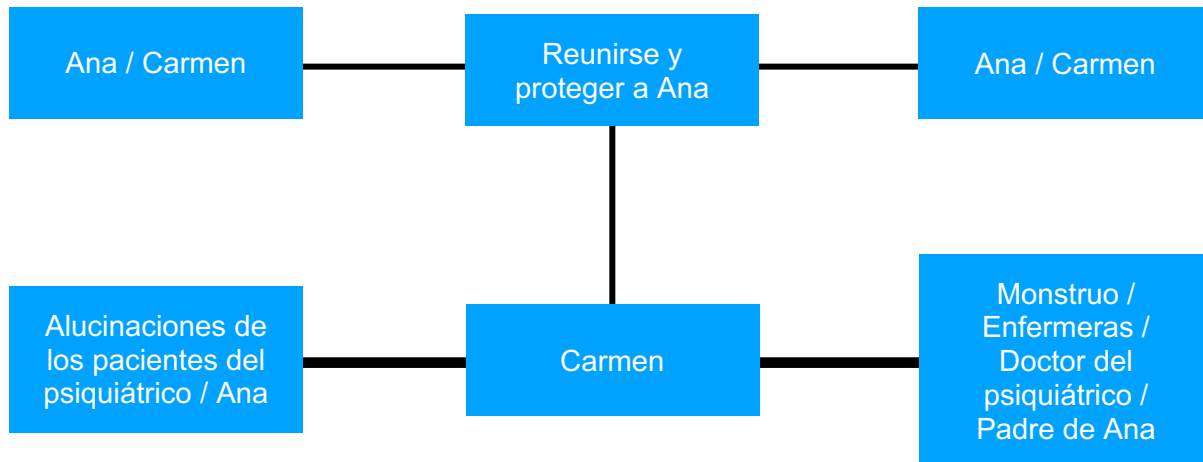 Ana / Carmen
Reunirse y
proteger a Ana
Ana / Carmen
Alucinaciones de
los pacientes del
psiquiátrico / Ana
Carmen
Monstruo /
Enfermeras /
Doctor del
psiquiátrico /
Padre de Ana